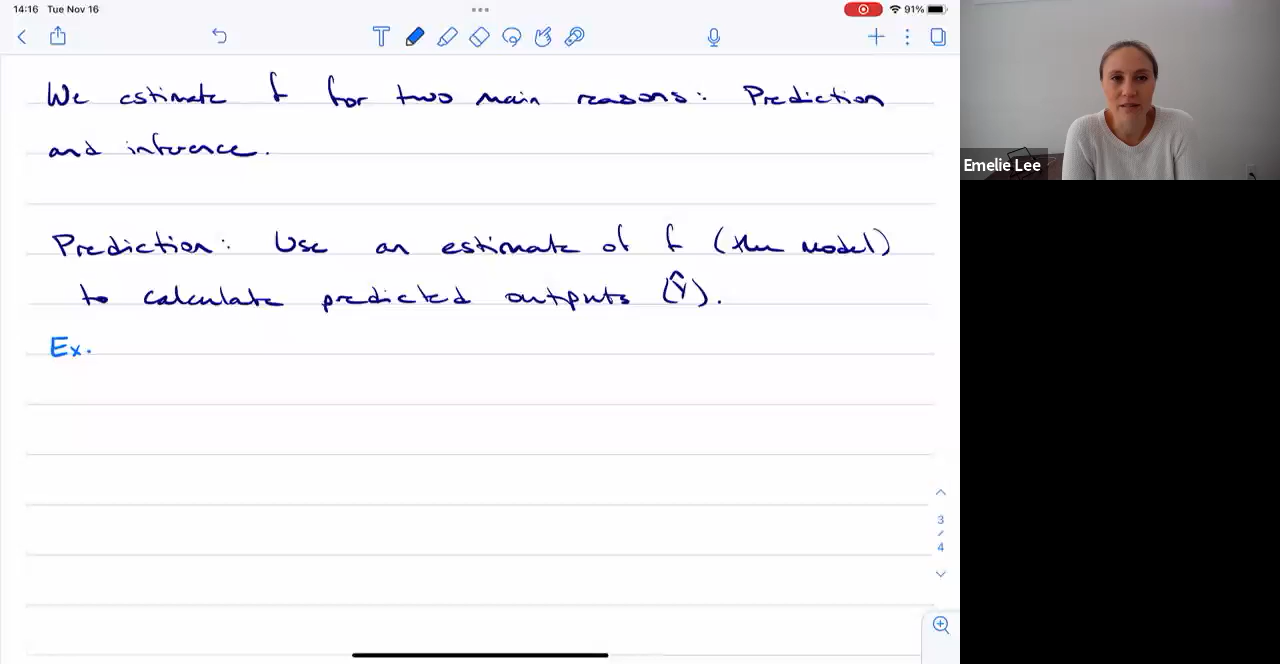 14:16 Tue Nov 16
91%
We estimate f for two main reasons: Prediction
and inference.
Prediction: Use an estimate of f (the model)
to calculate predicted outputs (Ŷ).
Ex.
Emelie Lee
3
4